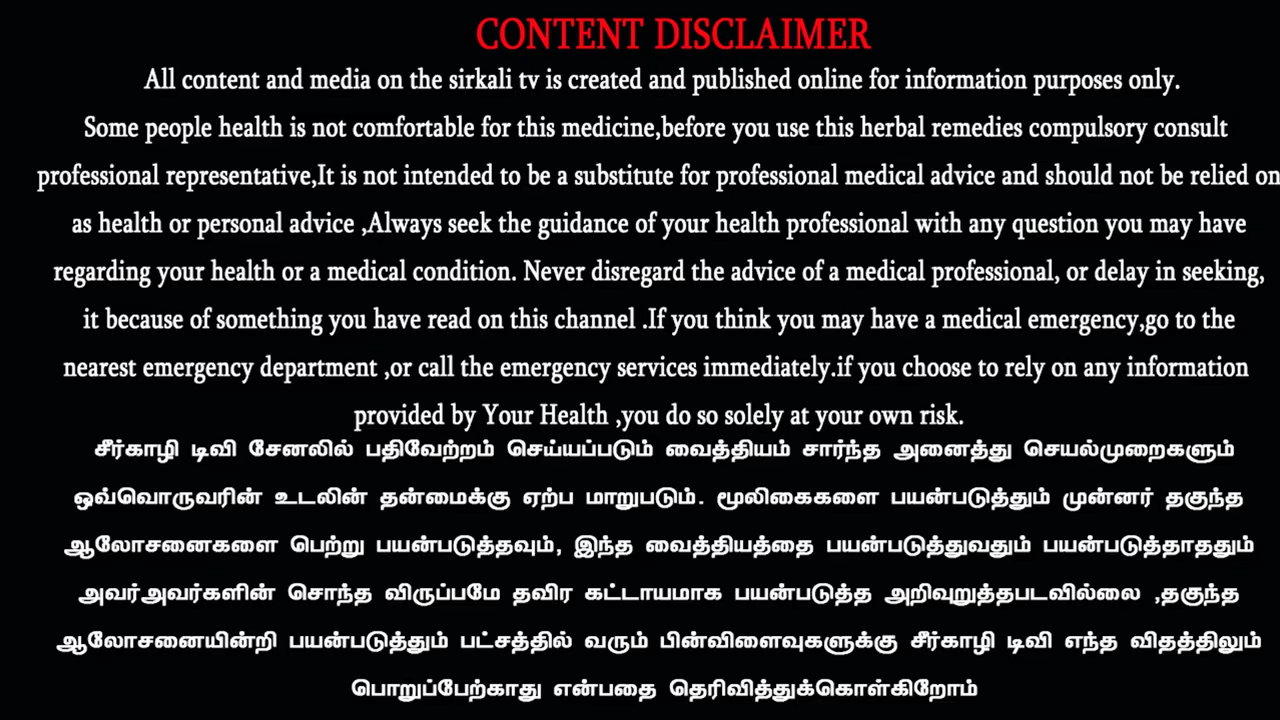 CONTENT DISCLAIMER
All content and media on the sirkali tv is created and published online for information purposes only.
Some people health is not comfortable for this medicine,before you use this herbal remedies compulsory consult
professional representative,It is not intended to be a substitute for professional medical advice and should not be relied on
as health or personal advice ,Always seek the guidance of your health professional with any question you may have
regarding your health or a medical condition. Never disregard the advice of a medical professional, or delay in seeking,
it because of something you have read on this channel .If you think you may have a medical emergency,go to the
nearest emergency department ,or call the emergency services immediately.if you choose to rely on any information
provided by Your Health ,you do so solely at your own risk.
சீர்காழி டிவி சேனலில் பதிவேற்றம் செய்யப்படும் வைத்தியம் சார்ந்த அனைத்து செயல்முறைகளும்
ஒவ்வொருவரின் உடலின் தன்மைக்கு ஏற்ப மாறுபடும். மூலிகைகளை பயன்படுத்தும் முன்னர் தகுந்த
ஆலோசனைகளை பெற்று பயன்படுத்தவும், இந்த வைத்தியத்தை பயன்படுத்துவதும் பயன்படுத்தாததும்
அவர்அவர்களின் சொந்த விருப்பமே தவிர கட்டாயமாக பயன்படுத்த அறிவுறுத்தபடவில்லை ,தகுந்த
ஆலோசனையின்றி பயன்படுத்தும் பட்சத்தில் வரும் பின்விளைவுகளுக்கு சீர்காழி டிவி எந்த விதத்திலும்
பொறுப்பேற்காது என்பதை தெரிவித்துக்கொள்கிறோம்